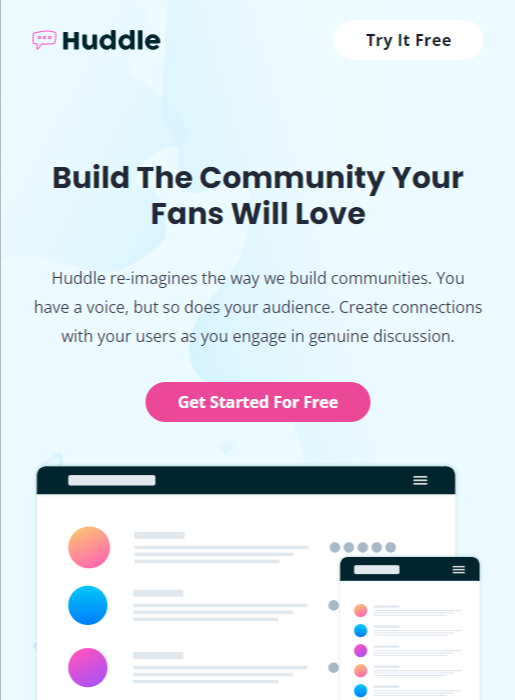 Huddle
Try It Free
Build The Community Your
Fans Will Love
Huddle re-imagines the way we build communities. You
have a voice, but so does your audience. Create connections
with your users as you engage in genuine discussion.
Get Started For Free